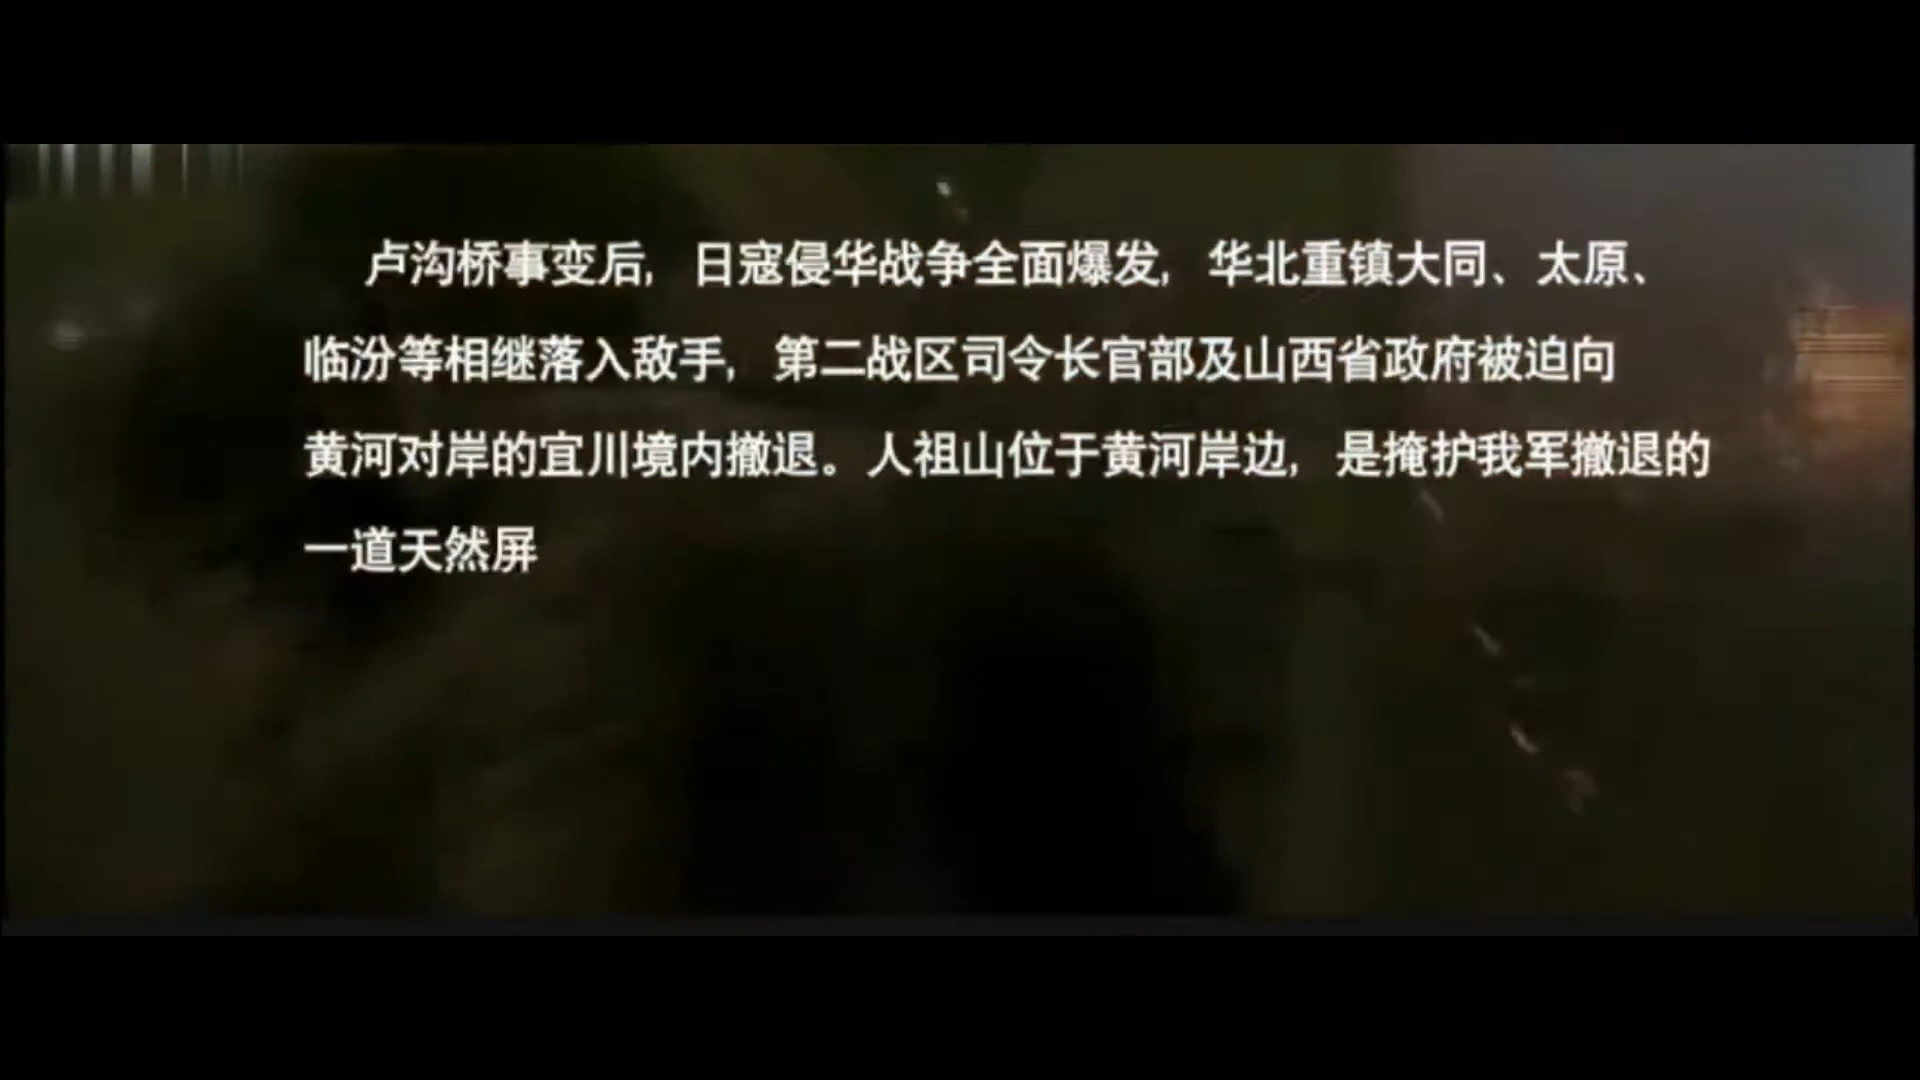 卢沟桥事变后，日寇侵华战争全面爆发，华北重镇大同、太原、
临汾等相继落入敌手，第二战区司令长官部及山西省政府被迫向
黄河对岸的宜川境内撤退。人祖山位于黄河岸边，是掩护我军撤退的
一道天然屏